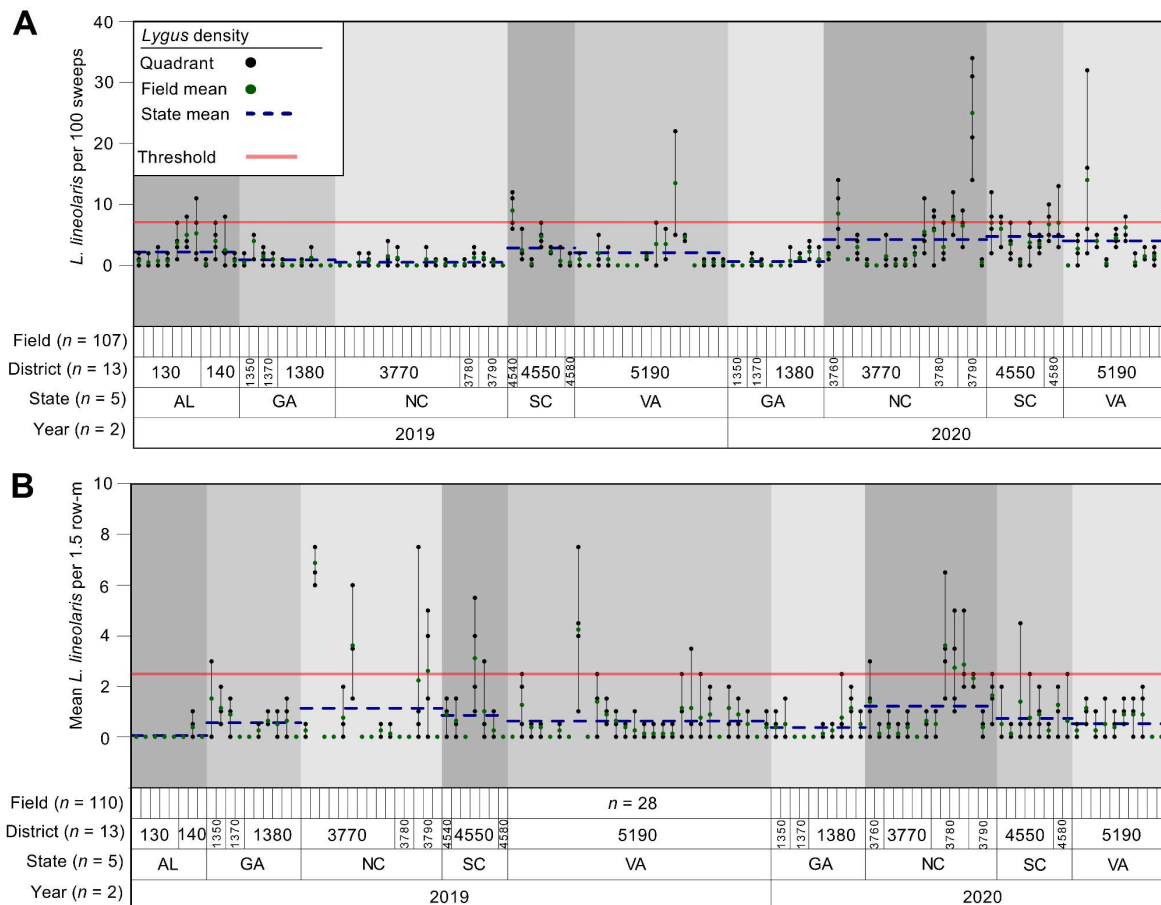 A
L. lineolaris per 100 sweeps
40
30
20
10
0
Lygus density
Quadrant
Field mean
State mean
Threshold
Field (n = 107)
District (n = 13) 130 140 1350 1370 1380 3770 3780 3790 4540 4550 4580 5190 1350 1370 1380 3760 3770 3780 3790 4550 4580 5190
State (n = 5) AL GA NC SC VA GA NC SC VA
Year (n = 2) 2019 2020
B
Mean L. lineolaris per 1.5 row-m
10
8
6
4
2
0
Field (n = 110) n = 28
District (n = 13) 130 140 1350 1370 1380 3770 3780 3790 4540 4550 4580 5190 1350 1370 1380 3760 3770 3780 3790 4550 4580 5190
State (n = 5) AL GA NC SC VA GA NC SC VA
Year (n = 2) 2019 2020